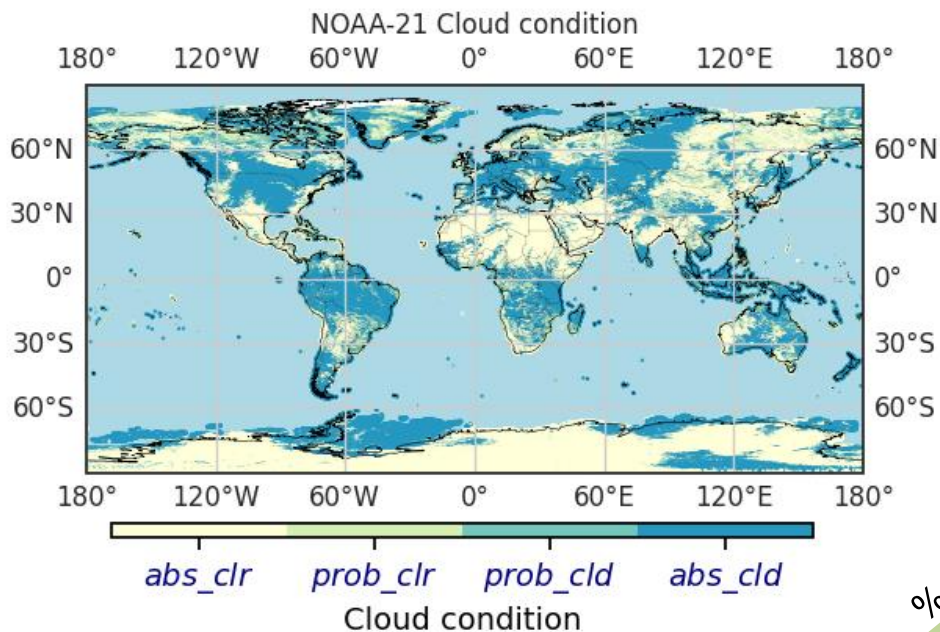 NOAA-21 Cloud condition
180° 120°W 60°W 0° 60°E 120°E 180°
60°N 60°N
30°N 30°N
0° 0°
30°S 30°S
60°S 60°S
180° 120°W 60°W 0° 60°E 120°E 180°
abs_clr prob_clr prob_cld abs_cld
Cloud condition
%